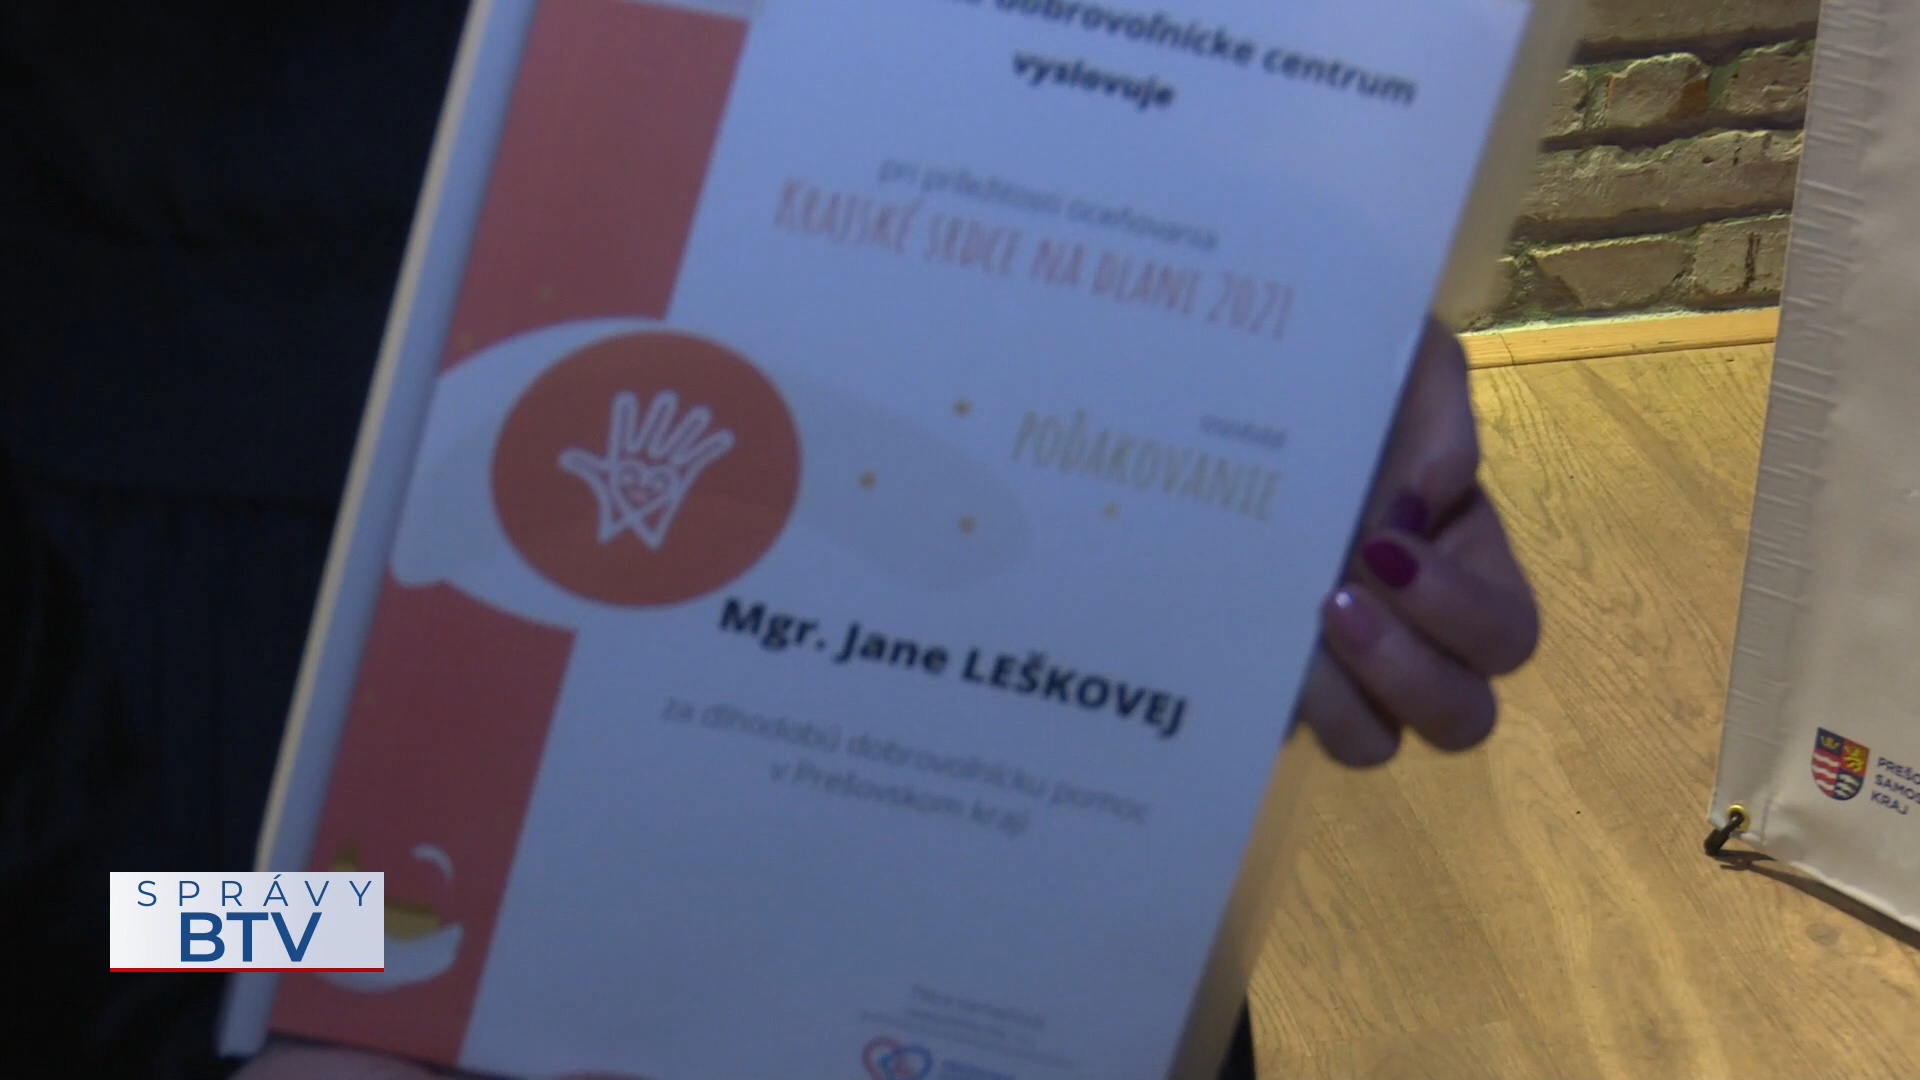 dobrovoľnícke centrum
vyslovuje
pri príležitosti oceňovania
KRAJSKÉ SRDCE NA DLANI 2021
POĎAKOVANIE
Mgr. Jane LEŠKOVEJ
za dlhodobú dobrovoľnícku pomoc
v Prešovskom kraji
SPRÁVY
BTV
KRAJ